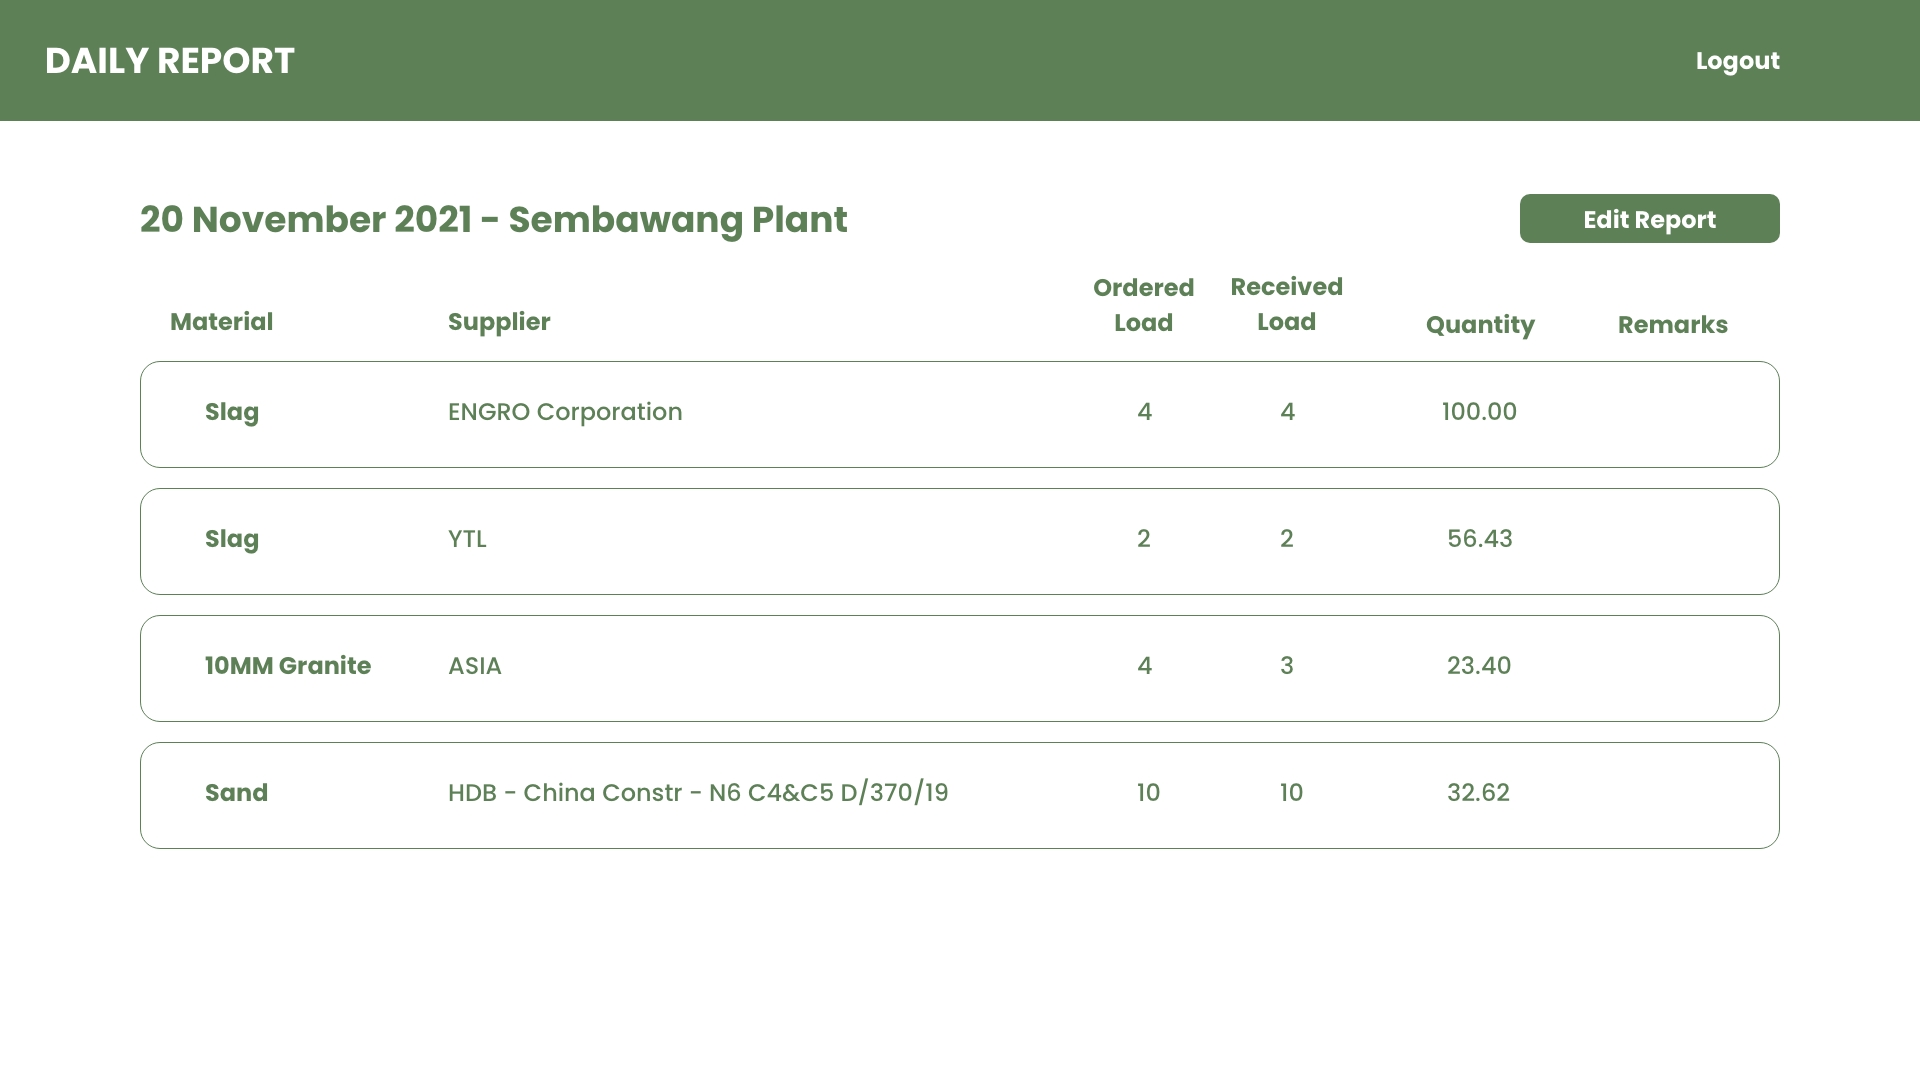 DAILY REPORT
Logout
20 November 2021 - Sembawang Plant
Edit Report
Material
Supplier
Ordered
Load
Received
Load
Quantity
Remarks
Slag ENGRO Corporation 4 4 100.00
Slag YTL 2 2 56.43
10MM Granite ASIA 4 3 23.40
Sand HDB - China Constr - N6 C4&C5 D/370/19 10 10 32.62